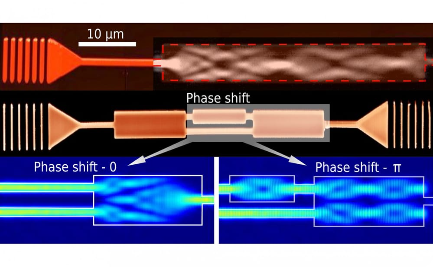 10 μm
Phase shift
Phase shift - 0
Phase shift - π